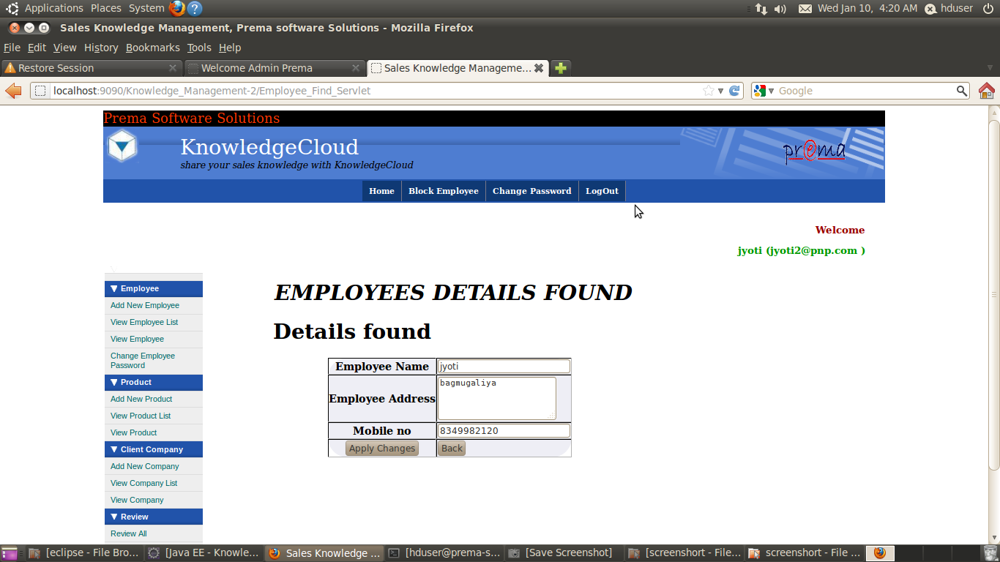 Applications Places System ? Wed Jan 10, 4:20 AM hduser
Sales Knowledge Management, Prema software Solutions - Mozilla Firefox
File Edit View History Bookmarks Tools Help
Restore Session Welcome Admin Prema Sales Knowledge Manageme...
localhost:9090/Knowledge_Management-2/Employee_Find_Servlet Google
Prema Software Solutions
KnowledgeCloud
share your sales knowledge with KnowledgeCloud
pr@ma
Home Block Employee Change Password LogOut
Welcome
jyoti (jyoti2@pnp.com )
Employee
Add New Employee
View Employee List
View Employee
Change Employee
Password
Product
Add New Product
View Product List
View Product
Client Company
Add New Company
View Company List
View Company
Review
Review All
EMPLOYEES DETAILS FOUND
Details found
Employee Name jyoti
Employee Address bagmugaliya
Mobile no 8349982120
Apply Changes Back
[eclipse - File Bro... [Java EE - Knowle... Sales Knowledge ... [hduser@prema-s... [Save Screenshot] [screenshort - File... screenshort - File ...